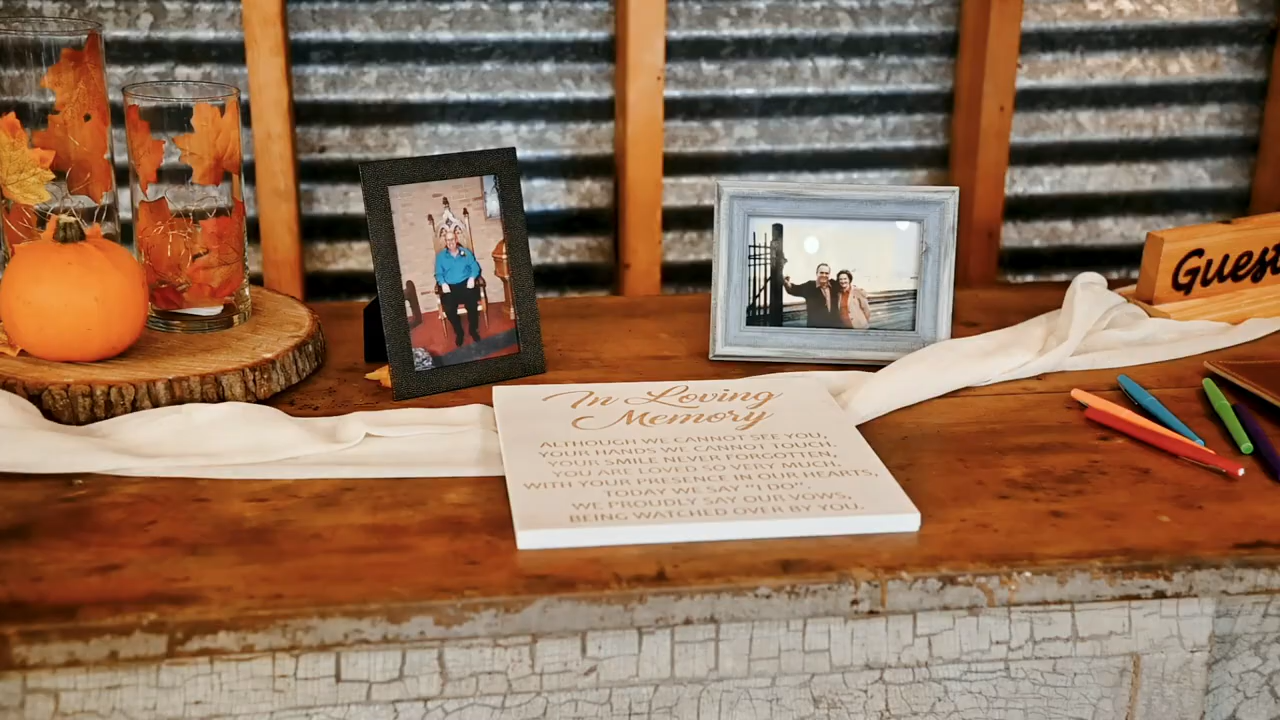 In Loving
Memory
ALTHOUGH WE CANNOT SEE YOU,
YOUR HANDS WE CANNOT TOUCH.
YOUR SMILE NEVER FORGOTTEN,
YOU ARE LOVED SO VERY MUCH.
WITH YOUR PRESENCE IN OUR HEARTS,
TODAY WE SAY "I DO".
WE PROUDLY SAY OUR VOWS,
BEING WATCHED OVER BY YOU.
Guest